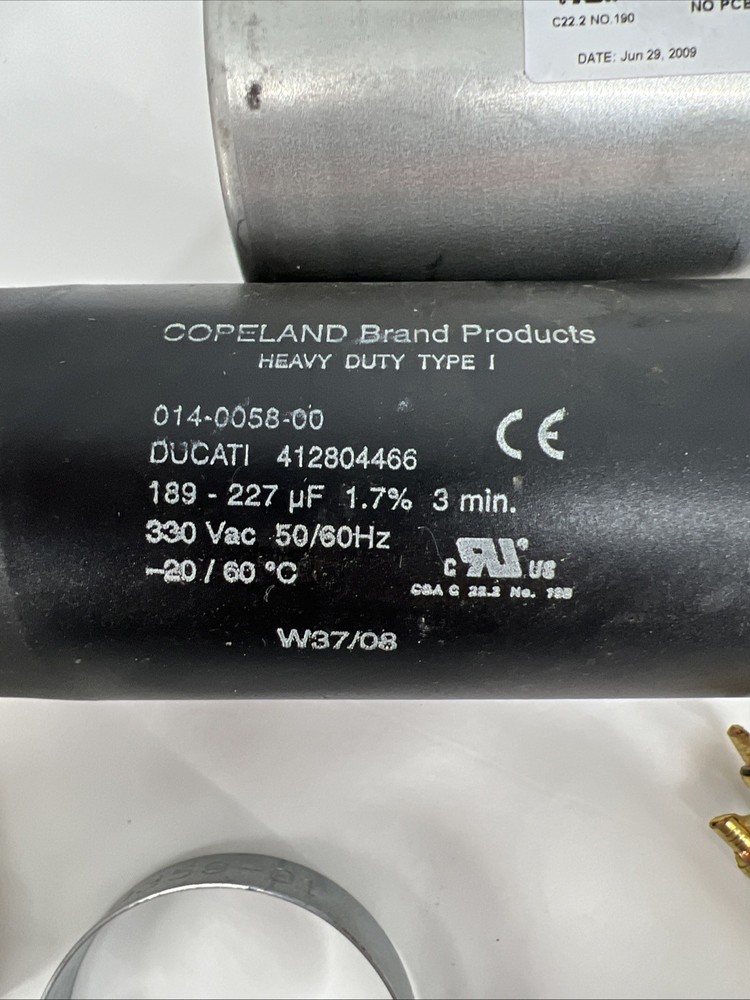 C22.2 NO.190
NO PCB
DATE: Jun 29, 2009
COPELAND Brand Products
HEAVY DUTY TYPE I
014-0058-00
DUCATI 412804466
189 - 227 µF 1.7% 3 min.
CE
330 Vac 50/60Hz
-20 / 60 °C
C RU US
CSA C 22.2 No.
W37/08